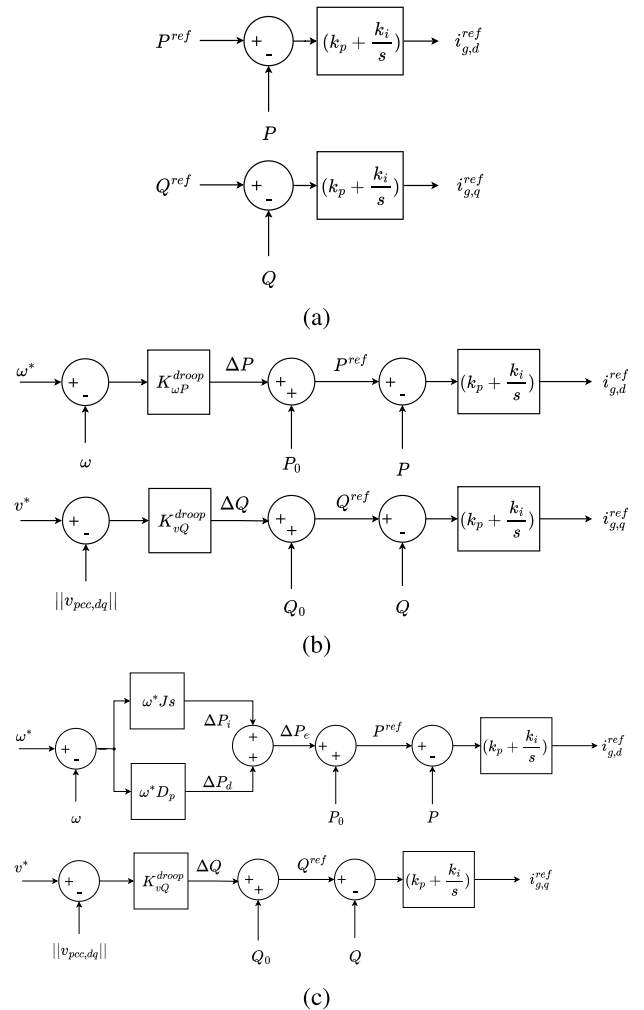 P^{ref} + - (k_p + \frac{k_i}{s}) i_{g,d}^{ref}
P
Q^{ref} + - (k_p + \frac{k_i}{s}) i_{g,q}^{ref}
Q
(a)
ω* + - K_{ωP}^{droop} ΔP + + P^{ref} + - (k_p + \frac{k_i}{s}) i_{g,d}^{ref}
ω P_0 P
v* + - K_{vQ}^{droop} ΔQ + + Q^{ref} + - (k_p + \frac{k_i}{s}) i_{g,q}^{ref}
||v_{pcc,dq}|| Q_0 Q
(b)
ω*Js
ΔP_i
ω* + - + + ΔP_e + + P^{ref} + - (k_p + \frac{k_i}{s}) i_{g,d}^{ref}
ω*D_p ΔP_d
ω P_0 P
v* + - K_{vQ}^{droop} ΔQ + + Q^{ref} + - (k_p + \frac{k_i}{s}) i_{g,q}^{ref}
||v_{pcc,dq}|| Q_0 Q
(c)